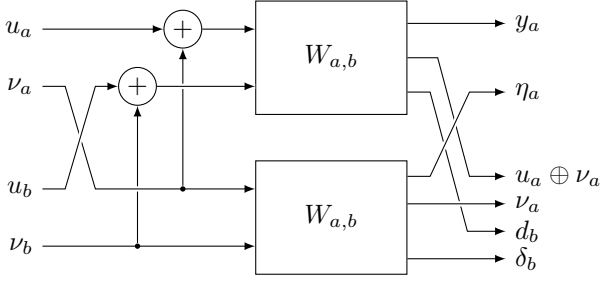 u_a
ν_a
u_b
ν_b
+
+
W_{a,b}
W_{a,b}
y_a
η_a
u_a ⊕ ν_a
ν_a
d_b
δ_b